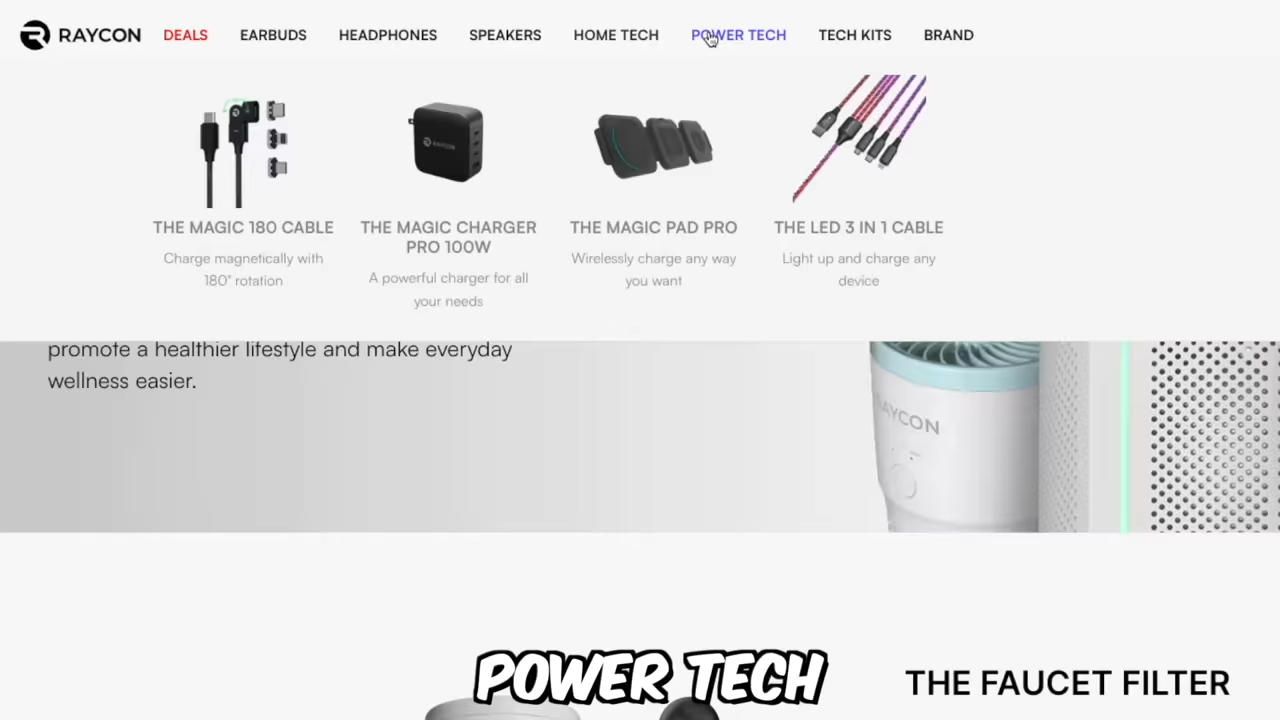 RAYCON DEALS EARBUDS HEADPHONES SPEAKERS HOME TECH POWER TECH TECH KITS BRAND
RAYCON
THE MAGIC 180 CABLE
Charge magnetically with
180° rotation
THE MAGIC CHARGER
PRO 100W
A powerful charger for all
your needs
THE MAGIC PAD PRO
Wirelessly charge any way
you want
THE LED 3 IN 1 CABLE
Light up and charge any
device
promote a healthier lifestyle and make everyday
wellness easier.
RAYCON
POWER TECH
THE FAUCET FILTER